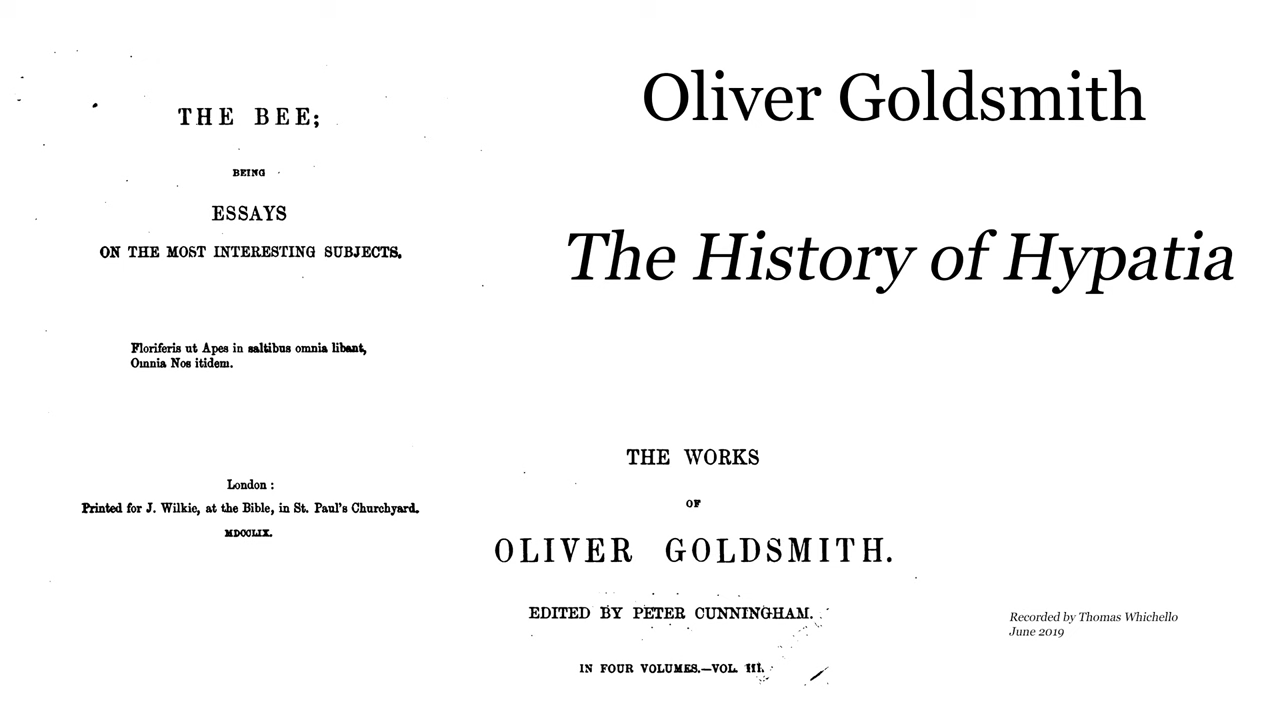 THE BEE;
BEING
ESSAYS
ON THE MOST INTERESTING SUBJECTS.
Floriferis ut Apes in saltibus omnia libant,
Omnia Nos itidem.
London :
Printed for J. Wilkie, at the Bible, in St. Paul's Churchyard.
MDCCLIX.
Oliver Goldsmith
The History of Hypatia
THE WORKS
OF
OLIVER GOLDSMITH.
EDITED BY PETER CUNNINGHAM.
IN FOUR VOLUMES.—VOL. III.
Recorded by Thomas Whichello
June 2019